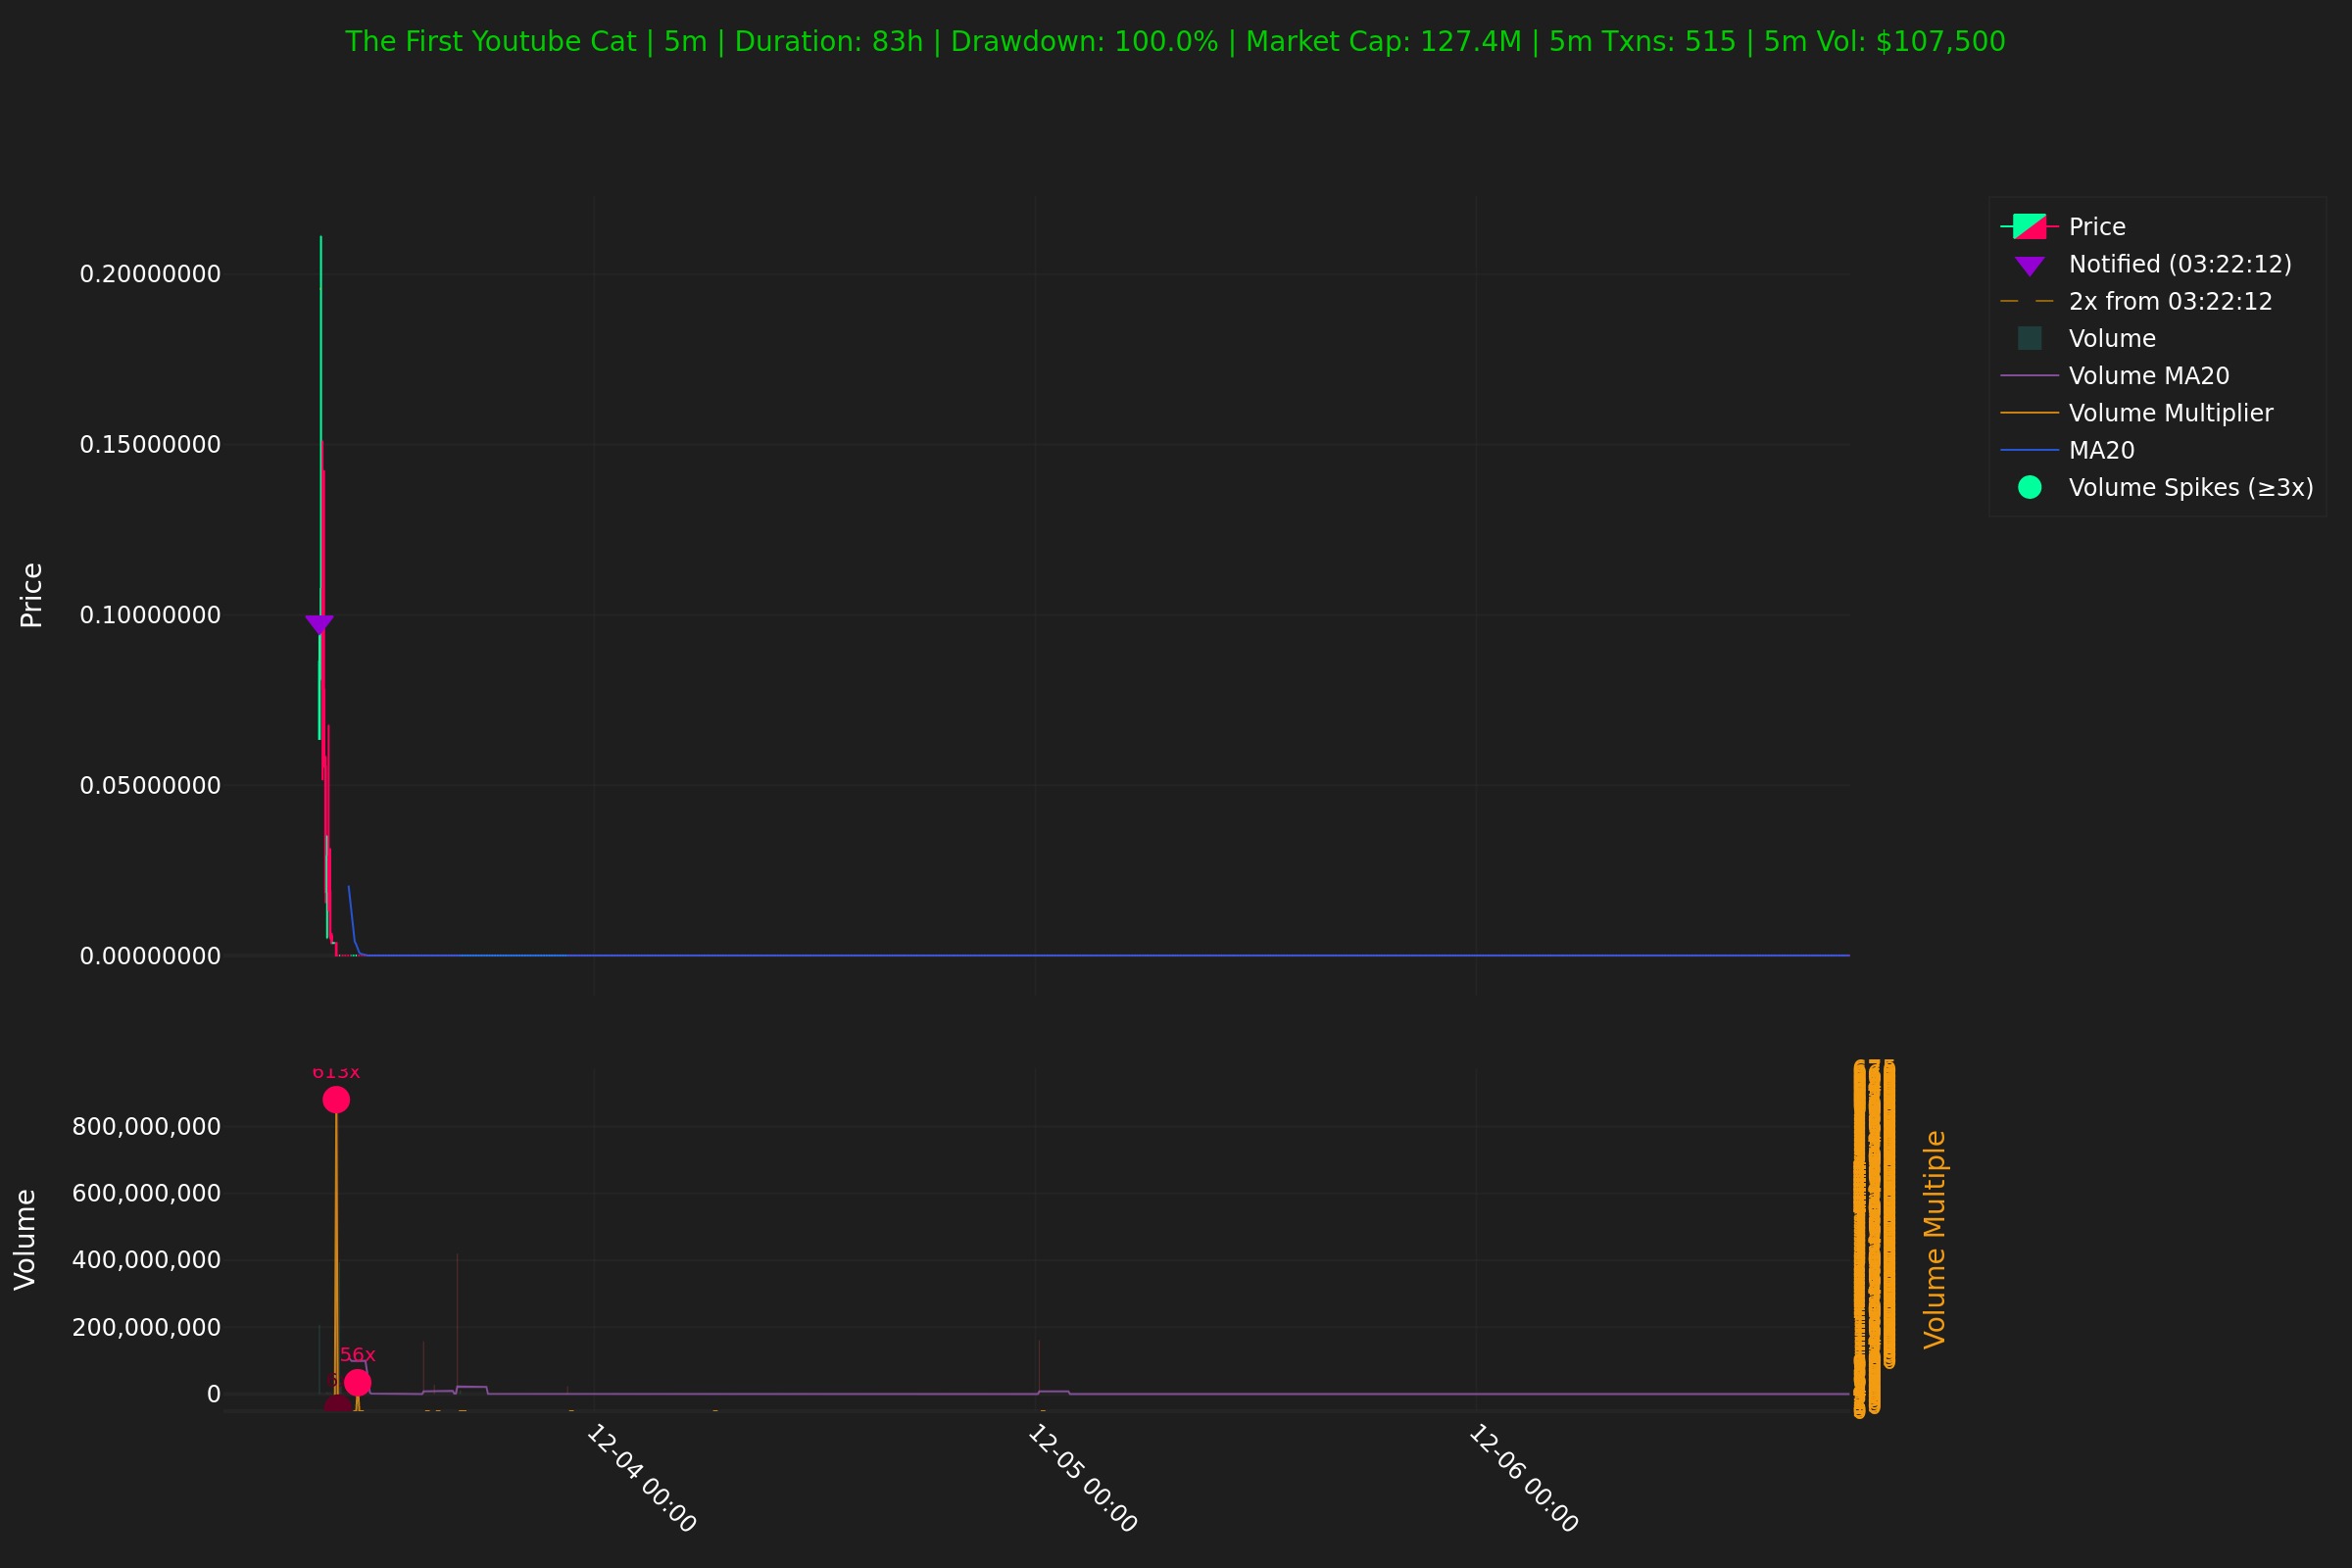 The First Youtube Cat | 5m | Duration: 83h | Drawdown: 100.0% | Market Cap: 127.4M | 5m Txns: 515 | 5m Vol: $107,500
Price
0.20000000
0.15000000
0.10000000
0.05000000
0.00000000
Price
Notified (03:22:12)
2x from 03:22:12
Volume
Volume MA20
Volume Multiplier
MA20
Volume Spikes (≥3x)
Volume
800,000,000
600,000,000
400,000,000
200,000,000
0
613x
56x
Volume Multiple
12-04 00:00
12-05 00:00
12-06 00:00